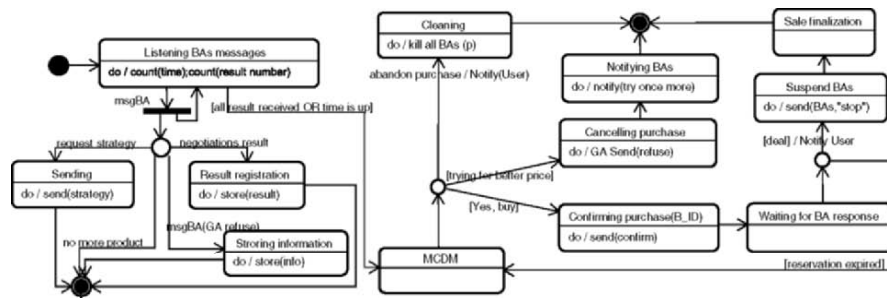 Listening BAs messages
do / count(time);count(result number)
msgBA
[all result received OR time is up]
request strategy
negotiations result
Sending
do / send(strategy)
Result registration
do / store(result)
msgBA(GA refuse)
no more product
Stroring information
do / store(info)
Cleaning
do / kill all BAs (p)
abandon purchase / Notify(User)
Notifying BAs
do / notify(try once more)
Cancelling purchase
do / GA Send(refuse)
[trying for better price]
[Yes, buy]
Confirming purchase(B_ID)
do / send(confirm)
MCDM
Sale finalization
Suspend BAs
do / send(BAs,"stop")
[deal] / Notify User
Waiting for BA response
[reservation expired]